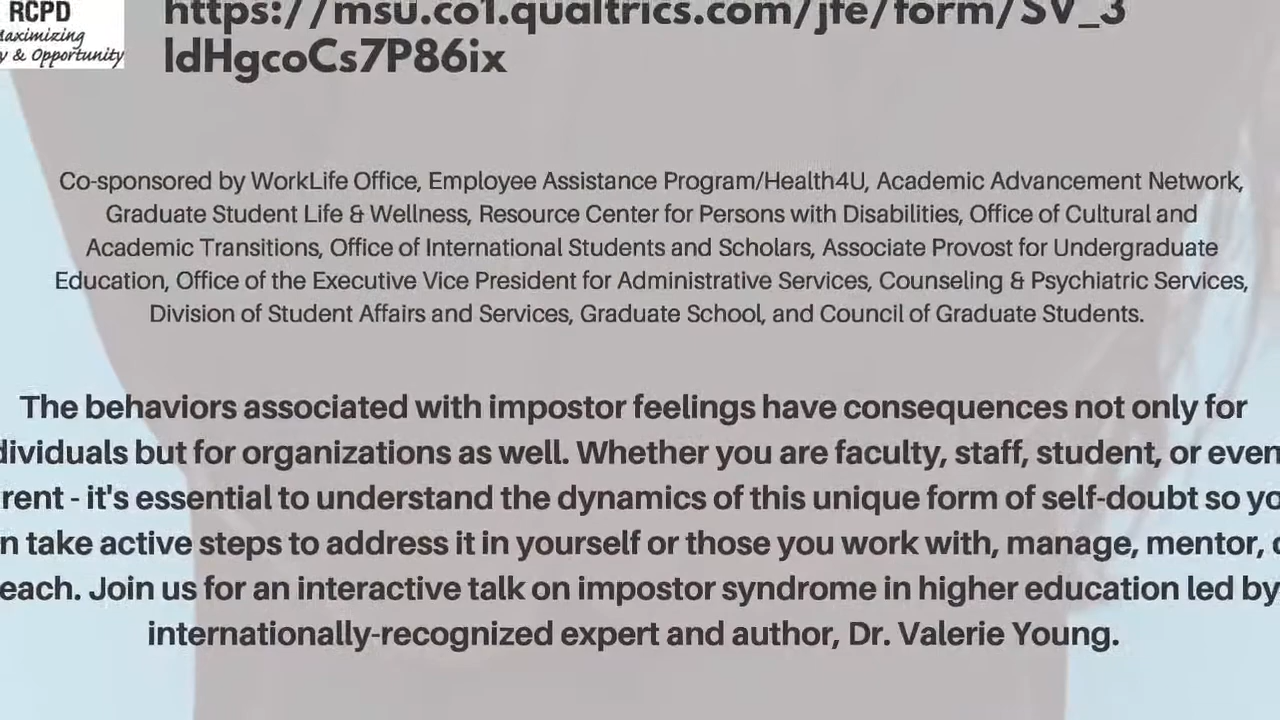 RCPD
Maximizing
y & Opportunity
https://msu.co1.qualtrics.com/jfe/form/SV_3
ldHgcoCs7P86ix
Co-sponsored by WorkLife Office, Employee Assistance Program/Health4U, Academic Advancement Network,
Graduate Student Life & Wellness, Resource Center for Persons with Disabilities, Office of Cultural and
Academic Transitions, Office of International Students and Scholars, Associate Provost for Undergraduate
Education, Office of the Executive Vice President for Administrative Services, Counseling & Psychiatric Services,
Division of Student Affairs and Services, Graduate School, and Council of Graduate Students.
The behaviors associated with impostor feelings have consequences not only for
dividuals but for organizations as well. Whether you are faculty, staff, student, or even
rent - it's essential to understand the dynamics of this unique form of self-doubt so yo
n take active steps to address it in yourself or those you work with, manage, mentor,
each. Join us for an interactive talk on impostor syndrome in higher education led by
internationally-recognized expert and author, Dr. Valerie Young.